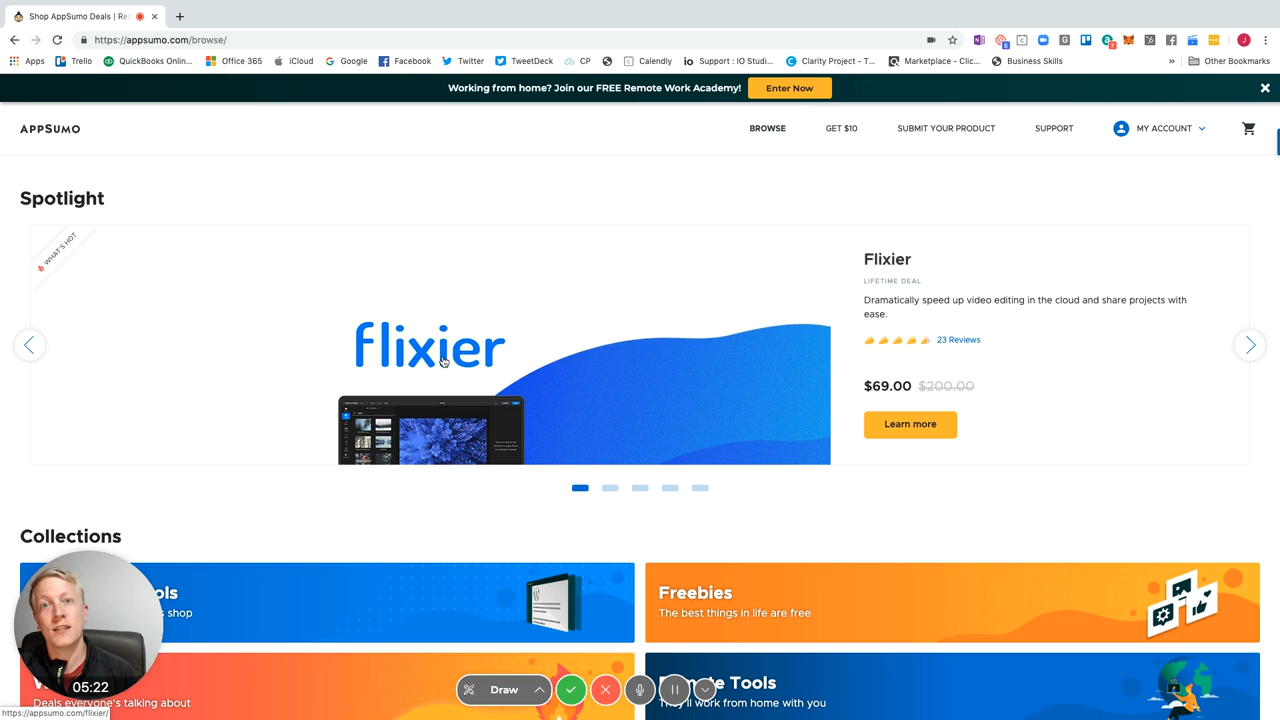 Shop AppSumo Deals | Re
https://appsumo.com/browse/
6
7
J
Apps
Trello
QuickBooks Onlin...
Office 365
iCloud
Google
Facebook
Twitter
TweetDeck
CP
Calendly
io Support : IO Studi...
Clarity Project - T...
Marketplace - Clic...
Business Skills
»
Other Bookmarks
Working from home? Join our FREE Remote Work Academy!
Enter Now
APPSUMO
BROWSE
GET $10
SUBMIT YOUR PRODUCT
SUPPORT
MY ACCOUNT
Spotlight
WHAT'S HOT
flixier
Flixier
LIFETIME DEAL
Dramatically speed up video editing in the cloud and share projects with
ease.
23 Reviews
$69.00 $200.00
Learn more
Collections
ols
s shop
Freebies
The best things in life are free
Deals everyone's talking about
te Tools
'll work from home with you
05:22
Draw
https://appsumo.com/flixier/